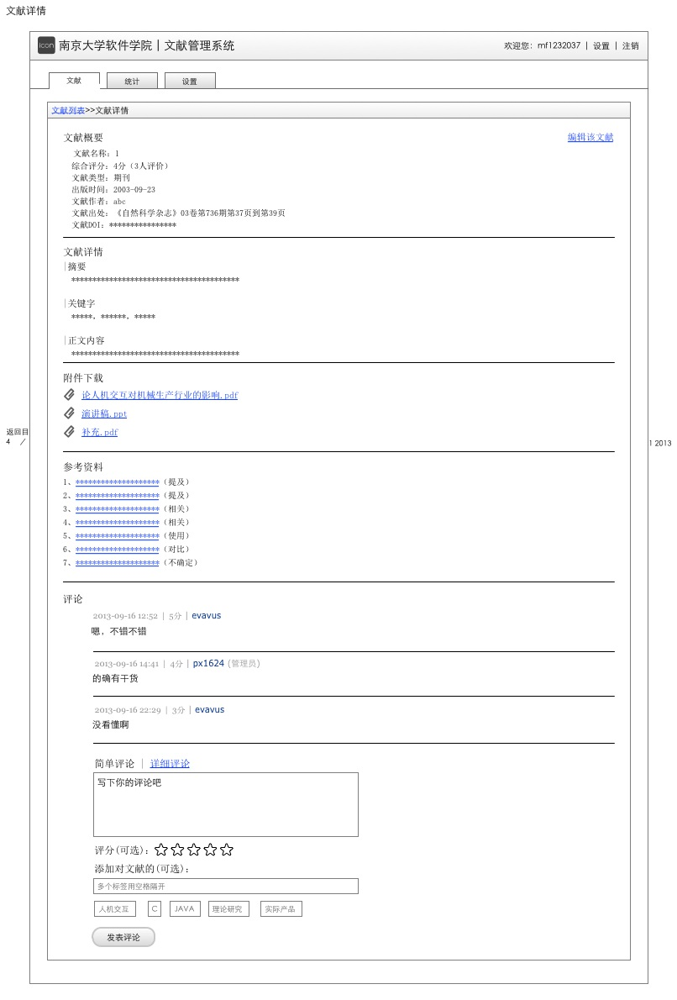 文献详情
icon 南京大学软件学院 | 文献管理系统 欢迎您: mf1232037 | 设置 | 注销
文献 统计 设置
文献列表>>文献详情
文献概要 编辑该文献
文献名称: 1
综合评分: 4分（3人评价）
文献类型: 期刊
出版时间: 2003-09-23
文献作者: abc
文献出处: 《自然科学杂志》03卷第736期第37页到第39页
文献DOI: ****************
文献详情
|摘要
****************************************
|关键字
*****, ******, *****
|正文内容
****************************************
附件下载
论人机交互对机械生产行业的影响.pdf
演讲稿.ppt
补充.pdf
返回目
4 /
1 2013
参考资料
1、********************（提及）
2、********************（提及）
3、********************（相关）
4、********************（相关）
5、********************（使用）
6、********************（对比）
7、********************（不确定）
评论
2013-09-16 12:52 | 5分 | evavus
嗯，不错不错
2013-09-16 14:41 | 4分 | px1624 (管理员)
的确有干货
2013-09-16 22:29 | 3分 | evavus
没看懂啊
简单评论 | 详细评论
写下你的评论吧
评分(可选):
添加对文献的(可选):
多个标签用空格隔开
人机交互 C JAVA 理论研究 实际产品
发表评论